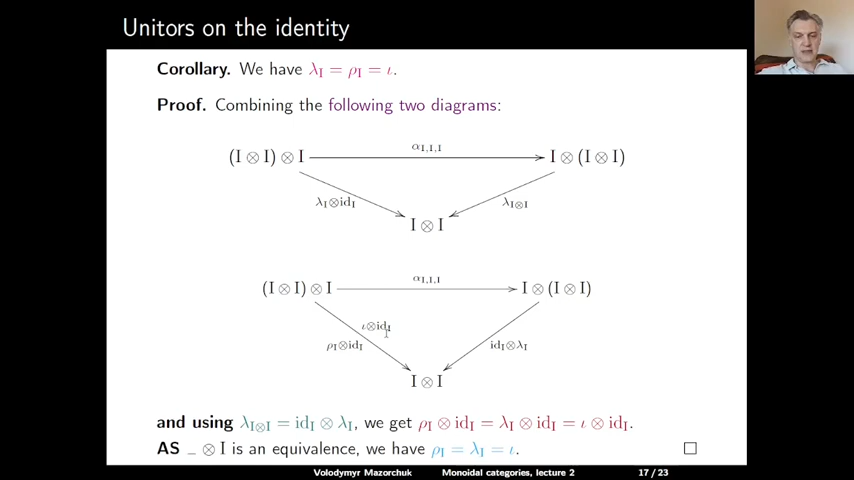 Unitors on the identity
Corollary. We have λ_I = ρ_I = ι.
Proof. Combining the following two diagrams:
(I ⊗ I) ⊗ I α_{I,I,I} I ⊗ (I ⊗ I)
λ_I⊗id_I λ_{I⊗I}
I ⊗ I
(I ⊗ I) ⊗ I α_{I,I,I} I ⊗ (I ⊗ I)
ι⊗id_I
ρ_I⊗id_I id_I⊗λ_I
I ⊗ I
and using λ_{I⊗I} = id_I ⊗ λ_I, we get ρ_I ⊗ id_I = λ_I ⊗ id_I = ι ⊗ id_I.
AS _ ⊗ I is an equivalence, we have ρ_I = λ_I = ι. □
Volodymyr Mazorchuk Monoidal categories, lecture 2 17 / 23